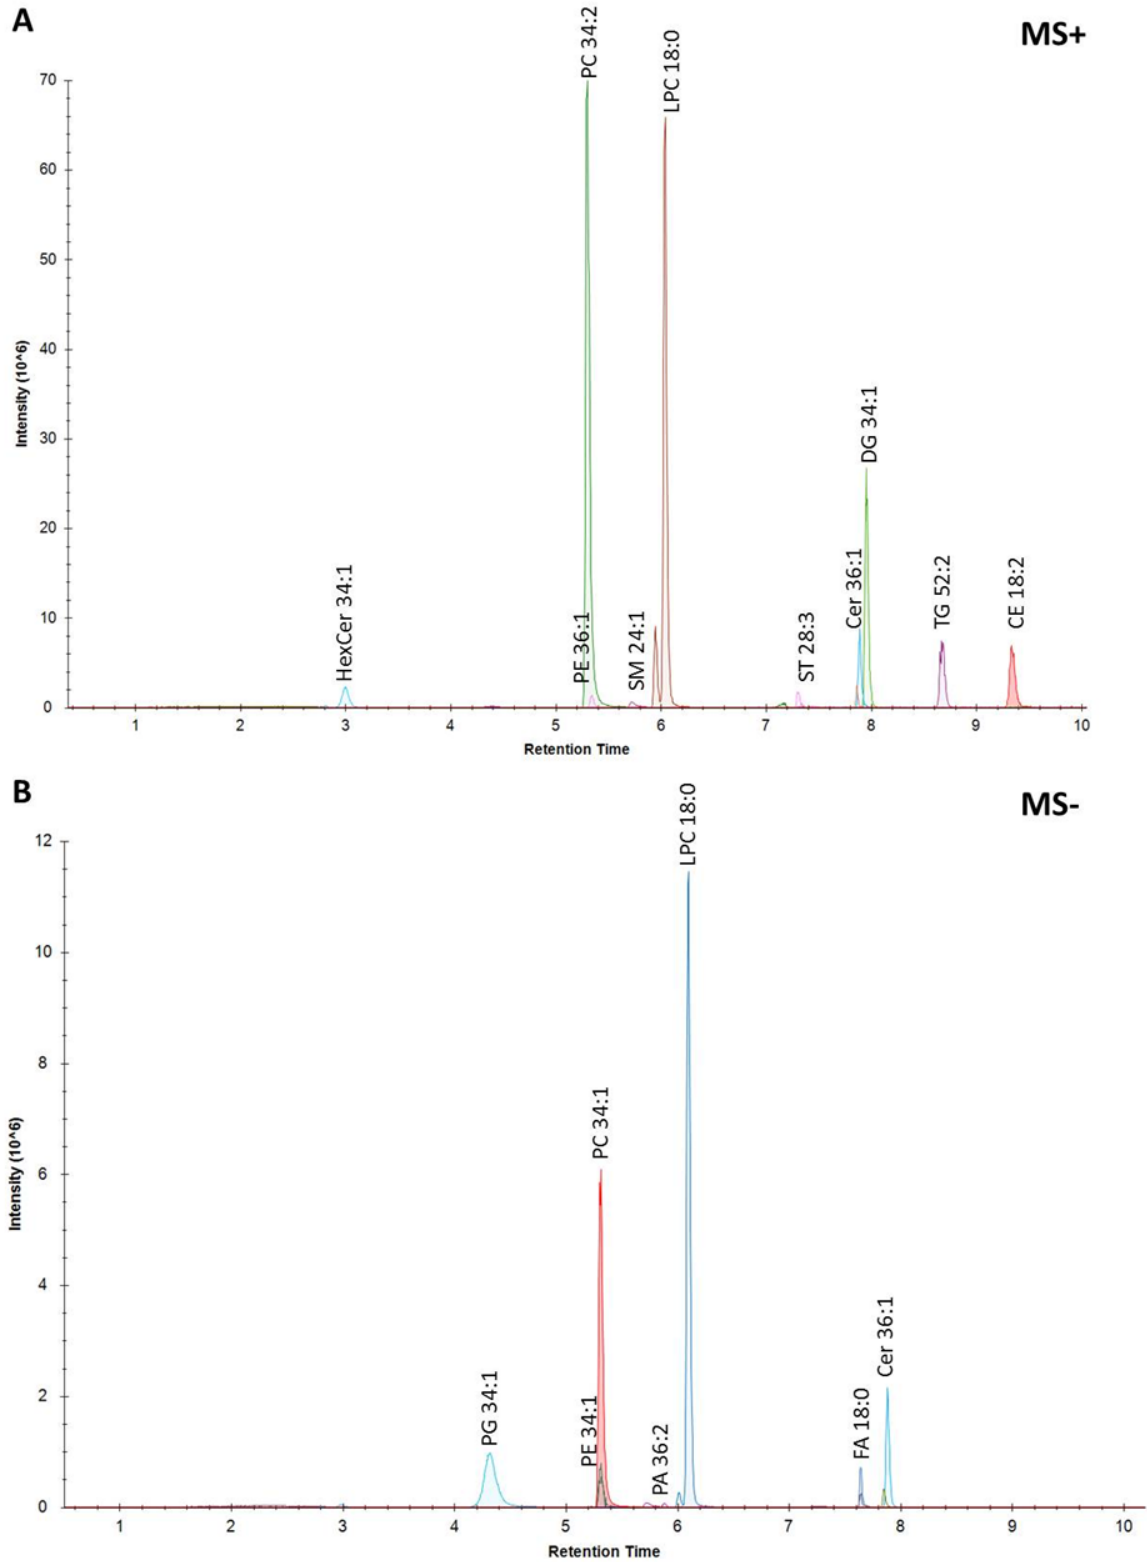 A
MS+
PC 34:2
LPC 18:0
70
60
50
40
30
20
10
0
Intensity (10^6)
HexCer 34:1
PE 36:1
SM 24:1
ST 28:3
Cer 36:1
DG 34:1
TG 52:2
CE 18:2
1 2 3 4 5 6 7 8 9 10
Retention Time
B
MS-
LPC 18:0
12
10
8
6
4
2
0
Intensity (10^6)
PG 34:1
PE 34:1
PC 34:1
PA 36:2
FA 18:0
Cer 36:1
1 2 3 4 5 6 7 8 9 10
Retention Time